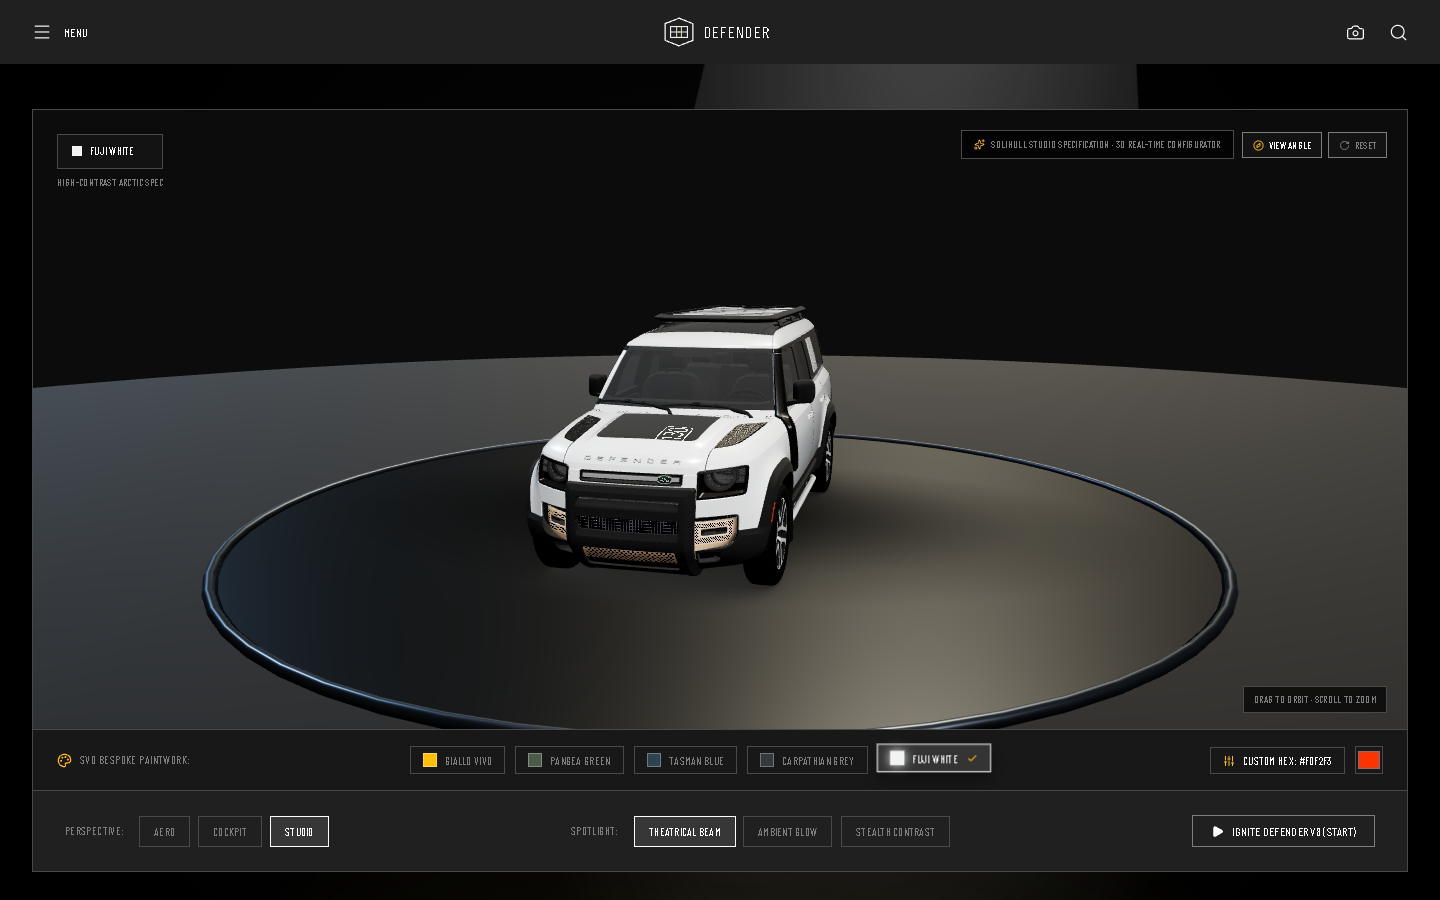 MENU
DEFENDER
FUJI WHITE
HIGH-CONTRAST ARCTIC SPEC
SOLIHULL STUDIO SPECIFICATION · 3D REAL-TIME CONFIGURATOR
VIEW ANGLE
RESET
DEFENDER
DRAG TO ORBIT · SCROLL TO ZOOM
SVO BESPOKE PAINTWORK:
GIALLO VIVO
PANGEA GREEN
TASMAN BLUE
CARPATHIAN GREY
FUJI WHITE
CUSTOM HEX: #F0F2F3
PERSPECTIVE:
AERO
COCKPIT
STUDIO
SPOTLIGHT:
THEATRICAL BEAM
AMBIENT GLOW
STEALTH CONTRAST
IGNITE DEFENDER V8 (START)